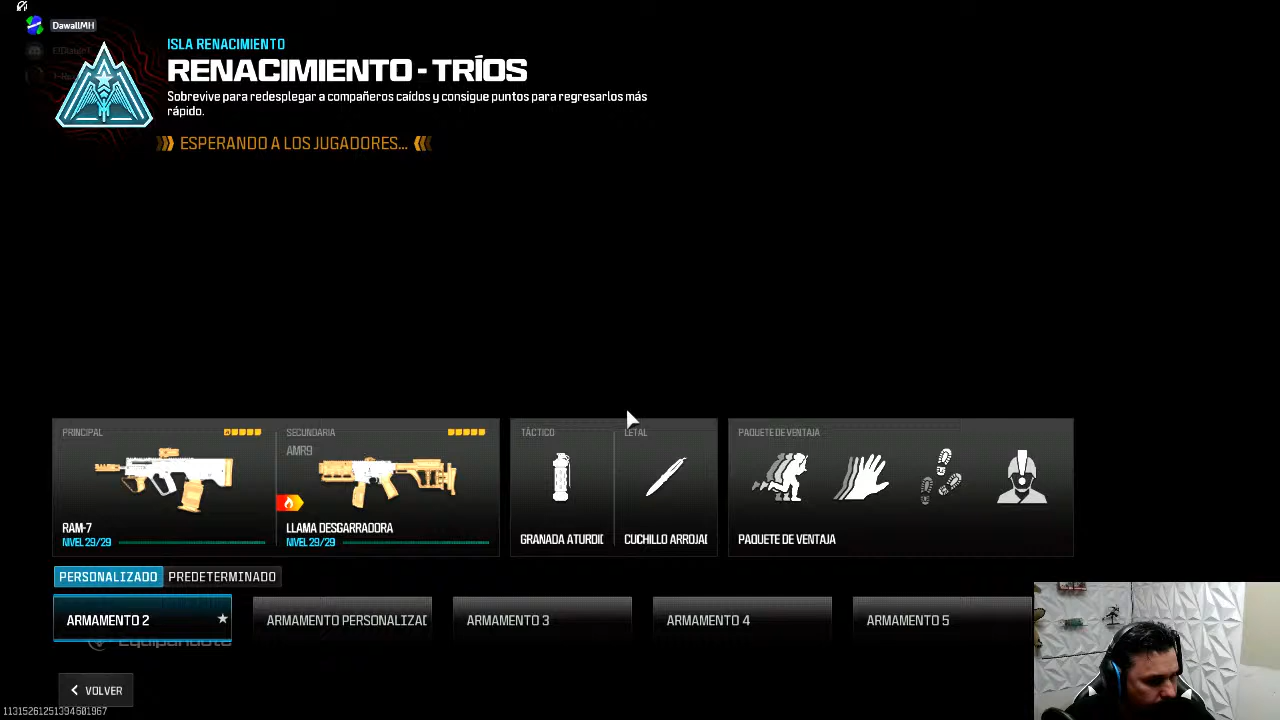 DawallMH
ISLA RENACIMIENTO
RENACIMIENTO - TRÍOS
Sobrevive para redesplegar a compañeros caídos y consigue puntos para regresarlos más
rápido.
ESPERANDO A LOS JUGADORES...
PRINCIPAL
SECUNDARIA
TÁCTICO
LETAL
PAQUETE DE VENTAJA
AMR9
RAM-7
LLAMA DESGARRADORA
GRANADA ATURDID
CUCHILLO ARROJAD
PAQUETE DE VENTAJA
NIVEL 29/29
NIVEL 29/29
PERSONALIZADO
PREDETERMINADO
ARMAMENTO 2
ARMAMENTO PERSONALIZAD
ARMAMENTO 3
ARMAMENTO 4
ARMAMENTO 5
VOLVER